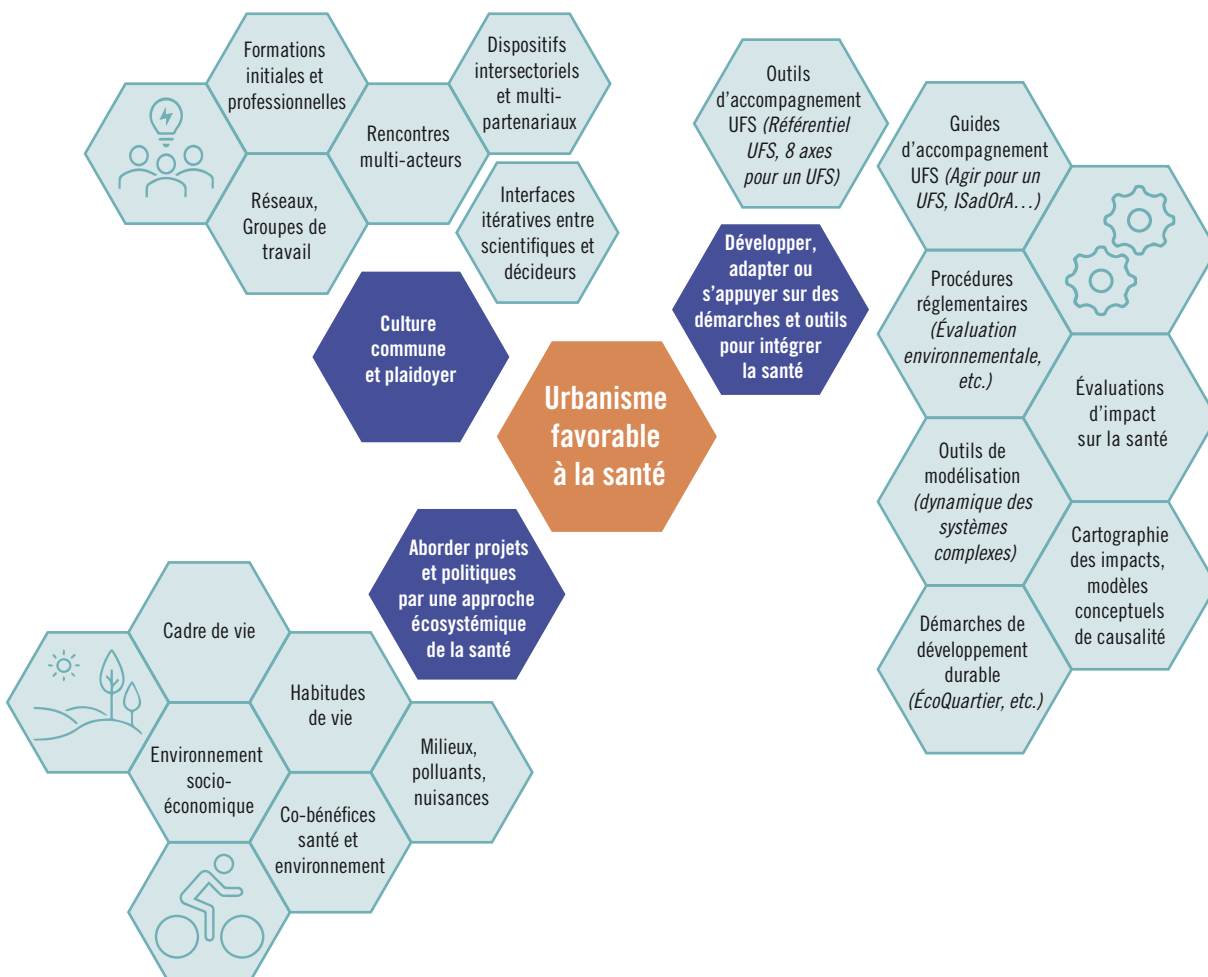 Formations
initiales et
professionnelles
Dispositifs
intersectoriels
et multi-
partenariaux
Rencontres
multi-acteurs
Réseaux,
Groupes de
travail
Interfaces
itératives entre
scientifiques et
décideurs
Culture
commune
et plaidoyer
Urbanisme
favorable
à la santé
Développer,
adapter ou
s’appuyer sur des
démarches et outils
pour intégrer
la santé
Outils
d’accompagnement
UFS (Référentiel
UFS, 8 axes
pour un UFS)
Guides
d’accompagnement
UFS (Agir pour un
UFS, ISadOrA…)
Procédures
réglementaires
(Évaluation
environnementale,
etc.)
Évaluations
d’impact
sur la santé
Outils de
modélisation
(dynamique des
systèmes
complexes)
Cartographie
des impacts,
modèles
conceptuels
de causalité
Démarches de
développement
durable
(ÉcoQuartier, etc.)
Aborder projets
et politiques
par une approche
écosystémique
de la santé
Cadre de vie
Habitudes
de vie
Environnement
socio-
économique
Milieux,
polluants,
nuisances
Co-bénéfices
santé et
environnement